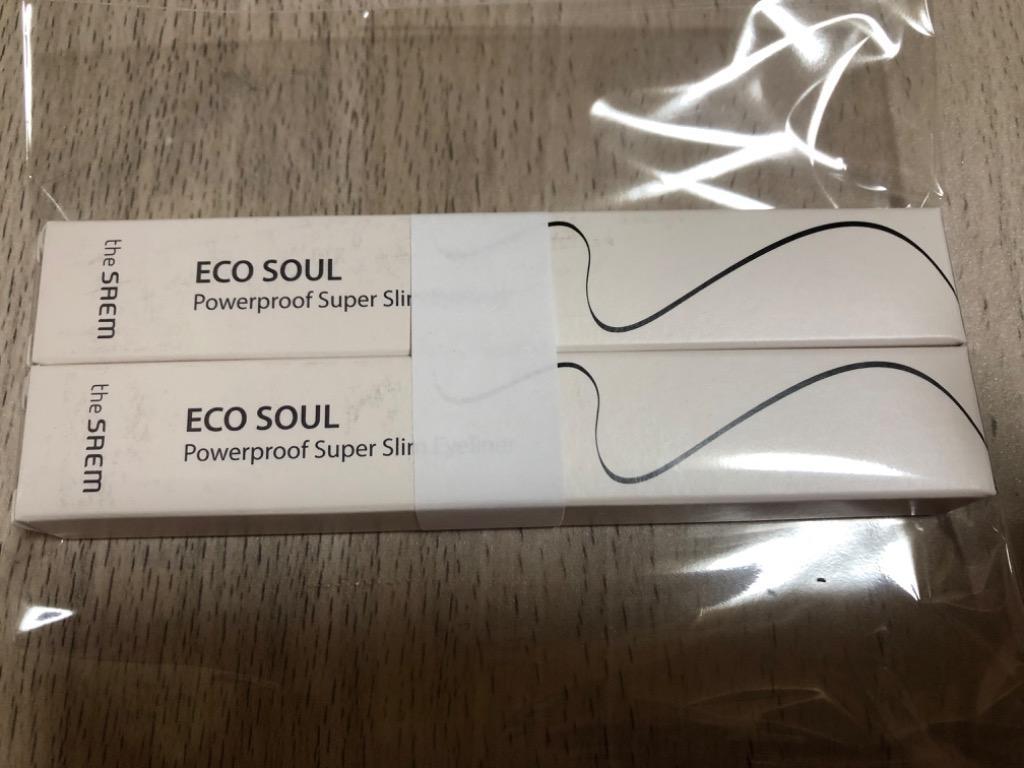 the SAEM
ECO SOUL
Powerproof Super Slim
the SAEM
ECO SOUL
Powerproof Super Slim Eyeliner